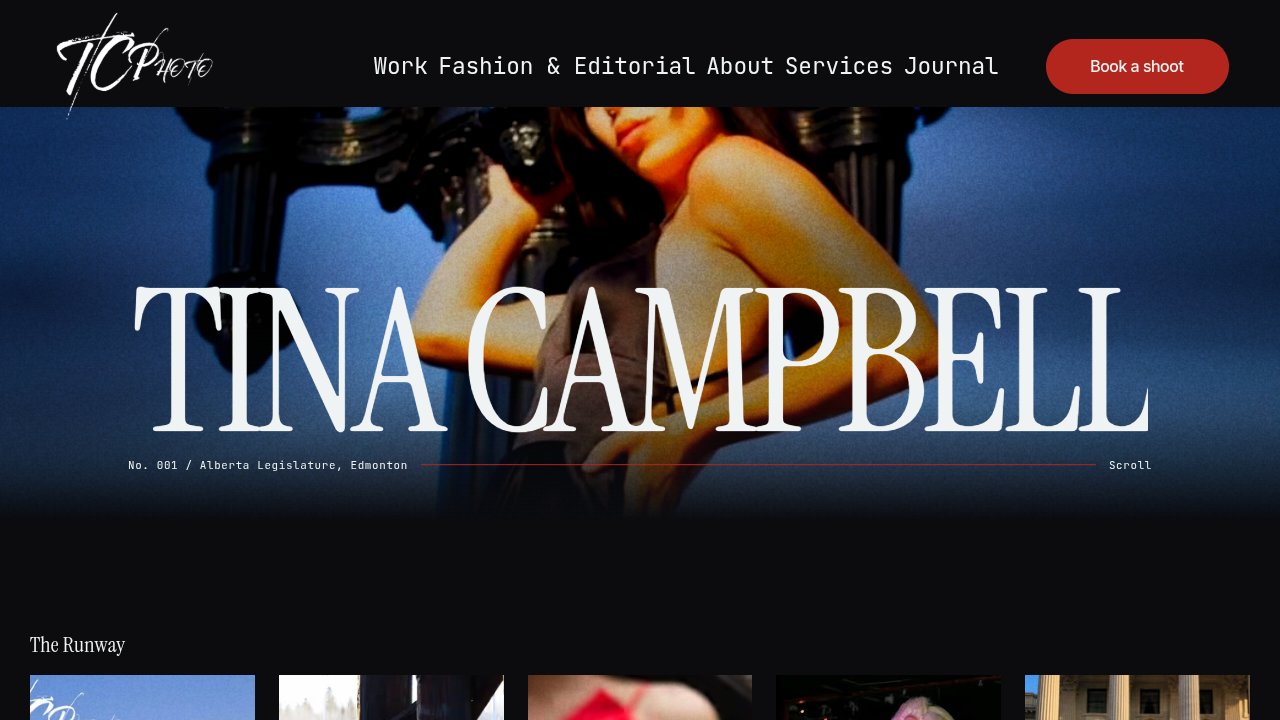 TCPHOTO
Work Fashion & Editorial About Services Journal
Book a shoot
TINA CAMPBELL
No. 001 / Alberta Legislature, Edmonton
Scroll
The Runway